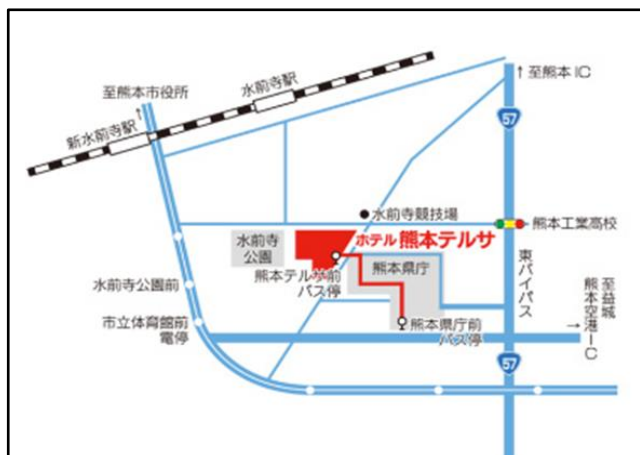 水前寺駅
至熊本市役所
新水前寺駅
↑至熊本IC
57
水前寺競技場
熊本工業高校
水前寺
公園
ホテル 熊本テルサ
熊本テルサ前
バス停
熊本県庁
東バイパス
至益城
熊本空港IC
水前寺公園前
市立体育館前
電停
熊本県庁前
バス停
→
57